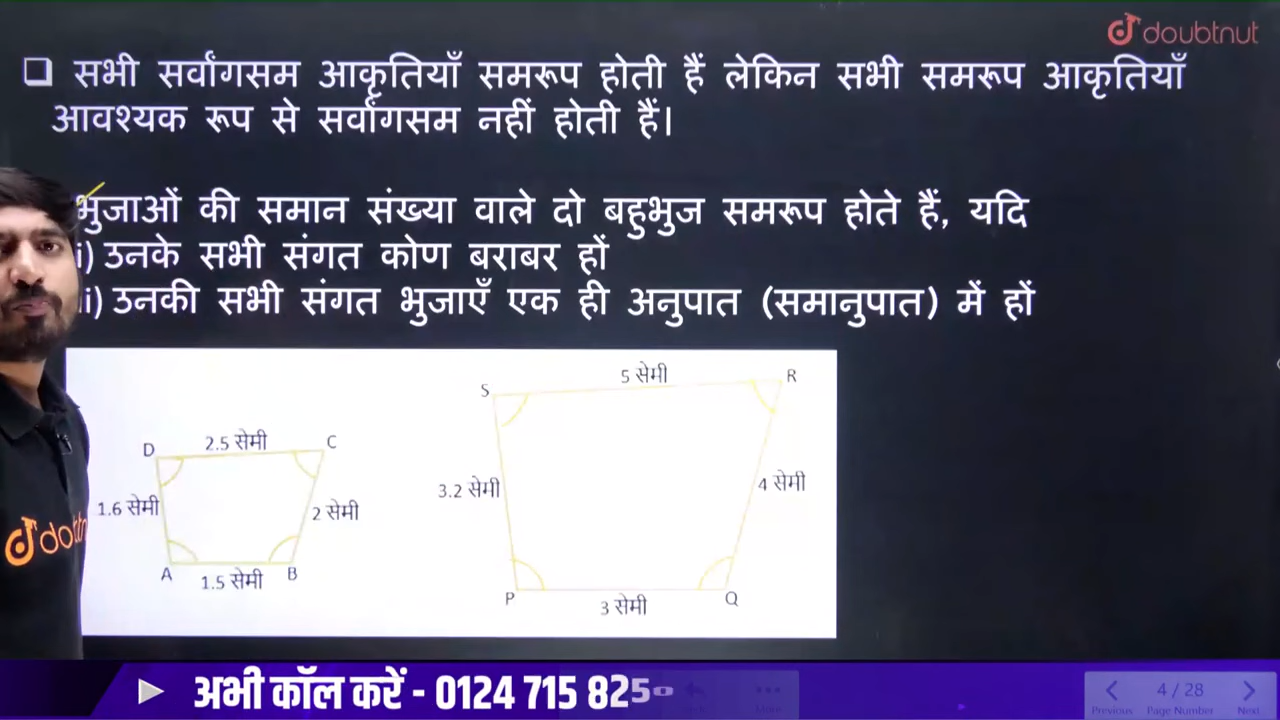 doubtnut
❑ सभी सर्वांगसम आकृतियाँ समरूप होती हैं लेकिन सभी समरूप आकृतियाँ
आवश्यक रूप से सर्वांगसम नहीं होती हैं।
भुजाओं की समान संख्या वाले दो बहुभुज समरूप होते हैं, यदि
i) उनके सभी संगत कोण बराबर हों
ii) उनकी सभी संगत भुजाएँ एक ही अनुपात (समानुपात) में हों
S 5 सेमी R
D 2.5 सेमी C
1.6 सेमी 2 सेमी
3.2 सेमी 4 सेमी
A 1.5 सेमी B
P 3 सेमी Q
अभी कॉल करें - 0124 715 825
4 / 28
Previous Page Number Next